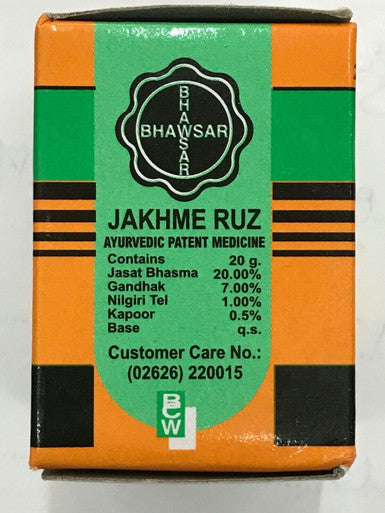 BHAWSAR
BHAWSAR
JAKHME RUZ
AYURVEDIC PATENT MEDICINE
Contains 20 g.
Jasat Bhasma 20.00%
Gandhak 7.00%
Nilgiri Tel 1.00%
Kapoor 0.5%
Base q.s.
Customer Care No.:
(02626) 220015
BCW